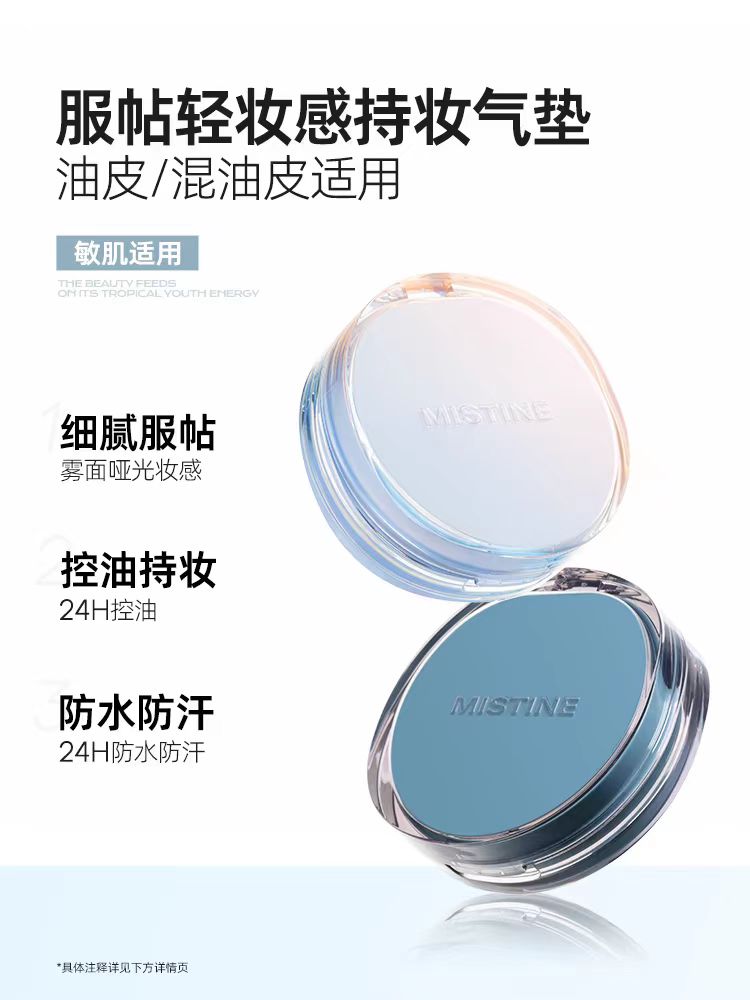 服帖轻妆感持妆气垫
油皮/混油皮适用
敏肌适用
THE BEAUTY FEEDS
ON ITS TROPICAL YOUTH ENERGY
MISTINE
1
细腻服帖
雾面哑光妆感
2
控油持妆
24H控油
3
防水防汗
24H防水防汗
MISTINE
*具体注释详见下方详情页